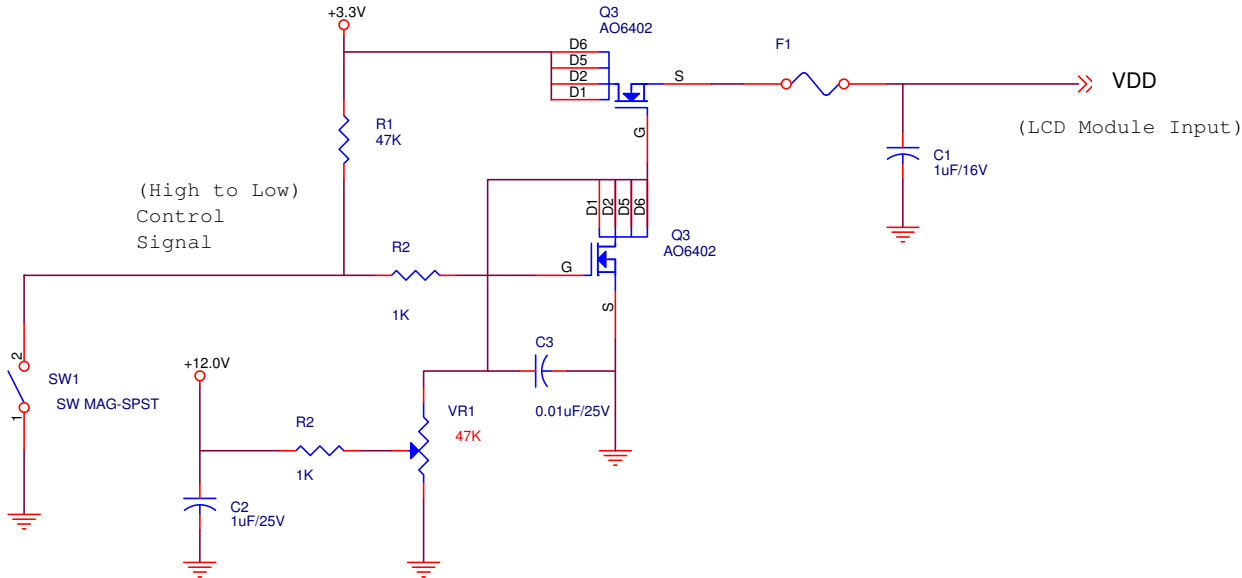 +3.3V
Q3
AO6402
D6
D5
D2
D1
S
G
F1
VDD
(LCD Module Input)
R1
47K
C1
1uF/16V
(High to Low)
Control
Signal
D1
D2
D5
D6
Q3
AO6402
R2
1K
G
S
2
1
SW1
SW MAG-SPST
+12.0V
C3
0.01uF/25V
VR1
47K
R2
1K
C2
1uF/25V